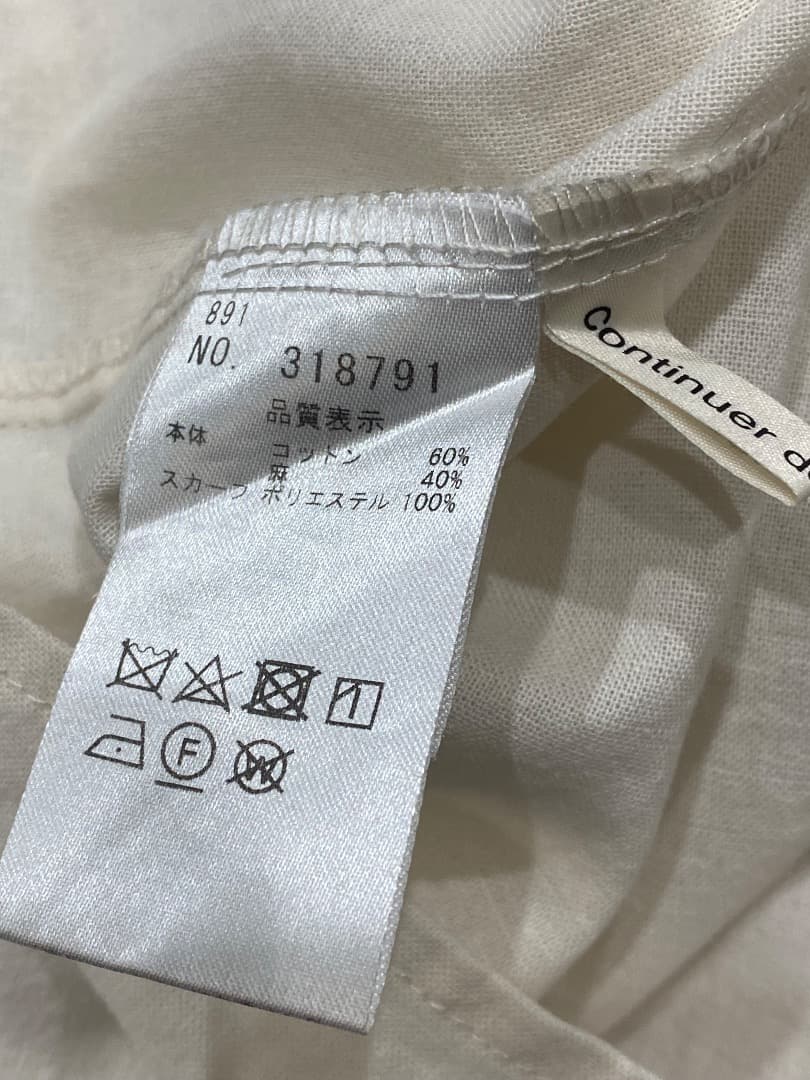 891
NO. 318791
品質表示
本体 コットン 60%
麻 40%
スカーフ ポリエステル 100%
1
F
W
Continuer d